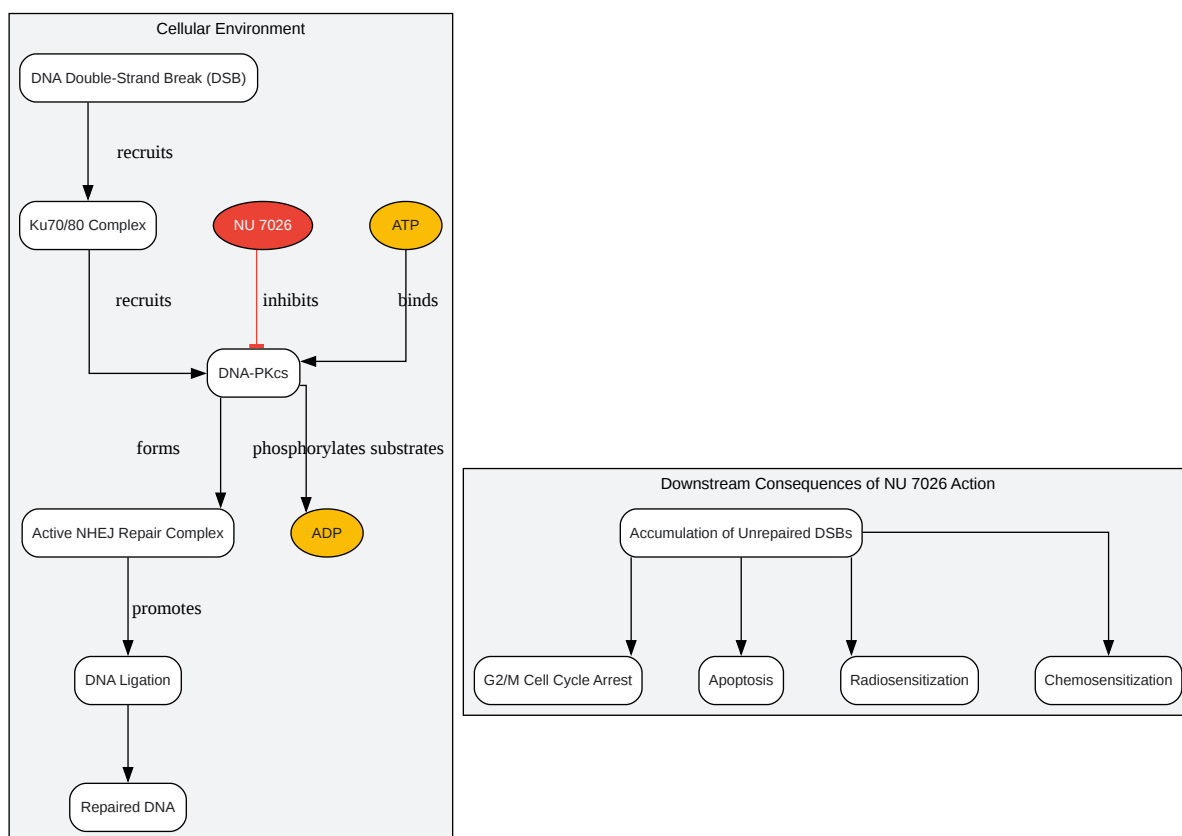 Cellular Environment
DNA Double-Strand Break (DSB)
recruits
Ku70/80 Complex
NU 7026
ATP
recruits
inhibits
binds
DNA-PKcs
forms
phosphorylates substrates
Active NHEJ Repair Complex
ADP
promotes
DNA Ligation
Repaired DNA
Downstream Consequences of NU 7026 Action
Accumulation of Unrepaired DSBs
G2/M Cell Cycle Arrest
Apoptosis
Radiosensitization
Chemosensitization